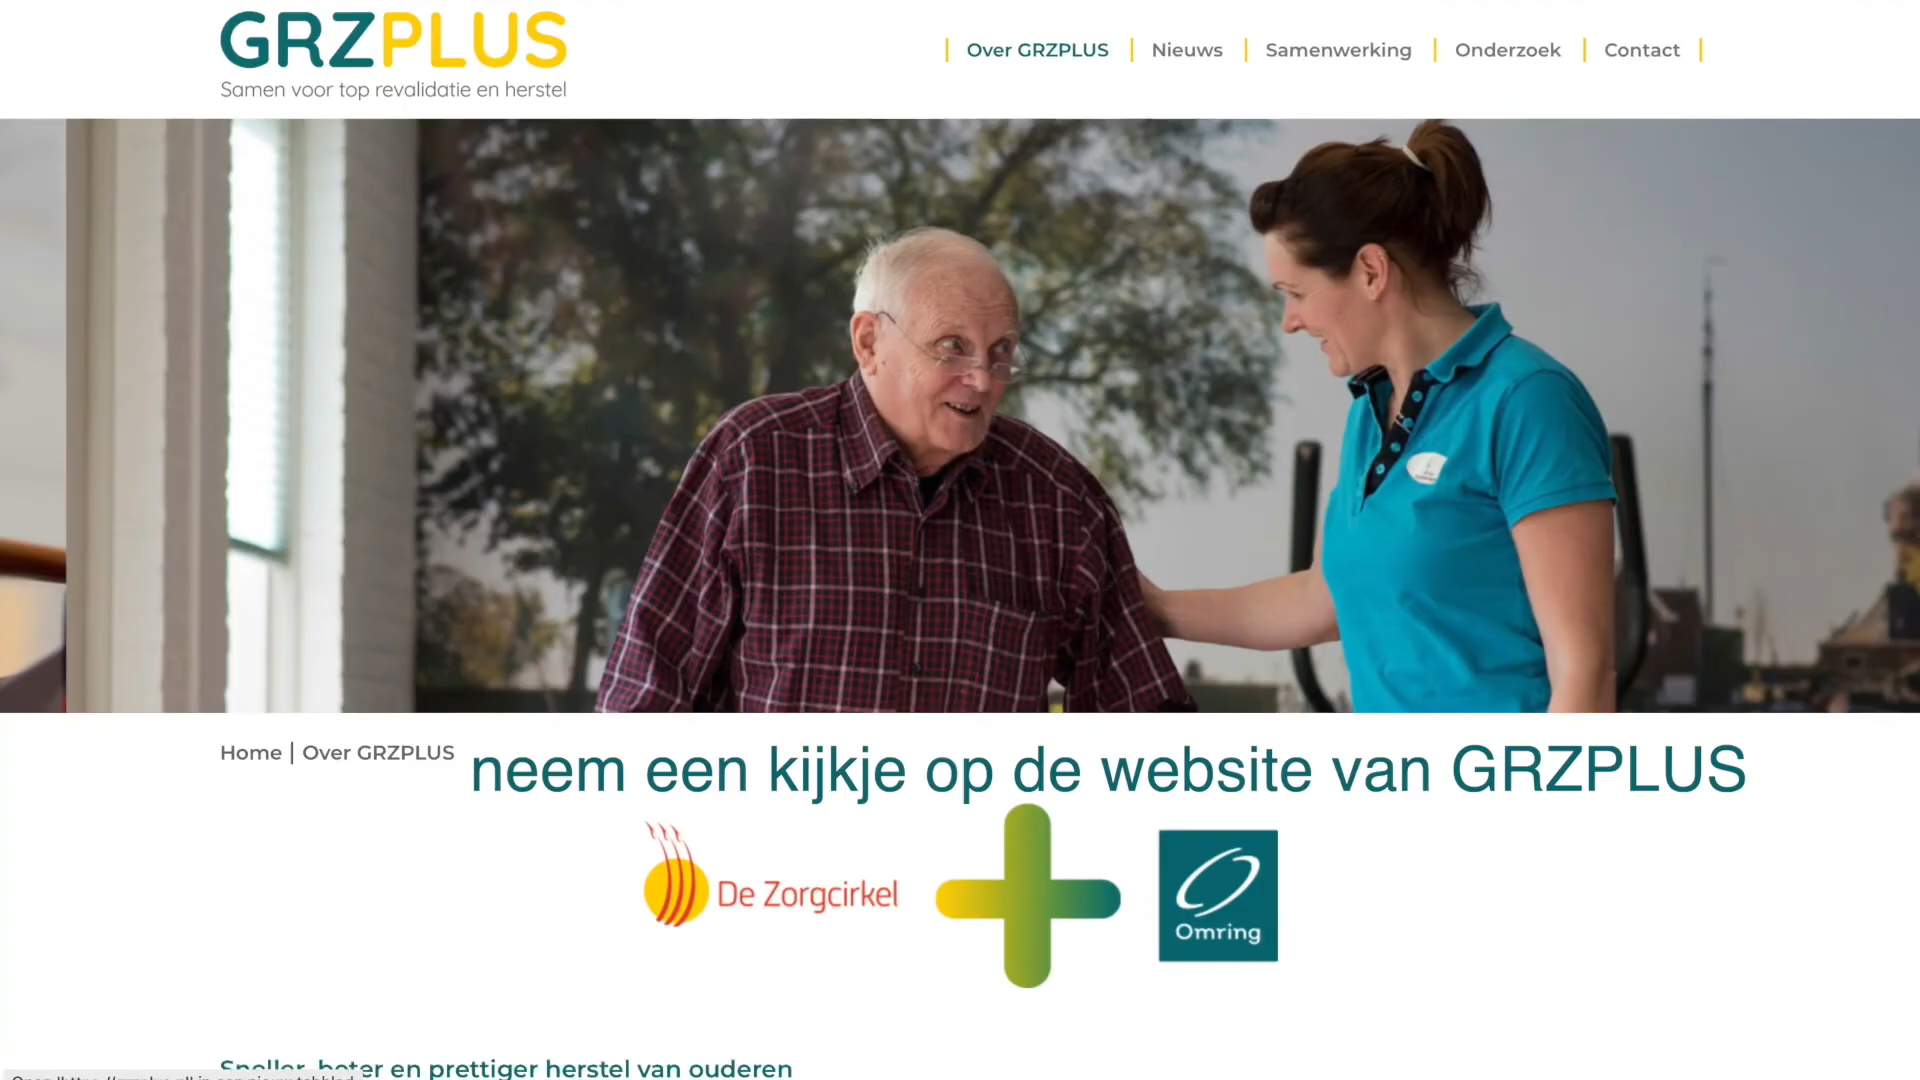 GRZPLUS
Samen voor top revalidatie en herstel
Over GRZPLUS
Nieuws
Samenwerking
Onderzoek
Contact
Home | Over GRZPLUS
neem een kijkje op de website van GRZPLUS
De Zorgcirkel
Omring
Sneller, beter en prettiger herstel van ouderen